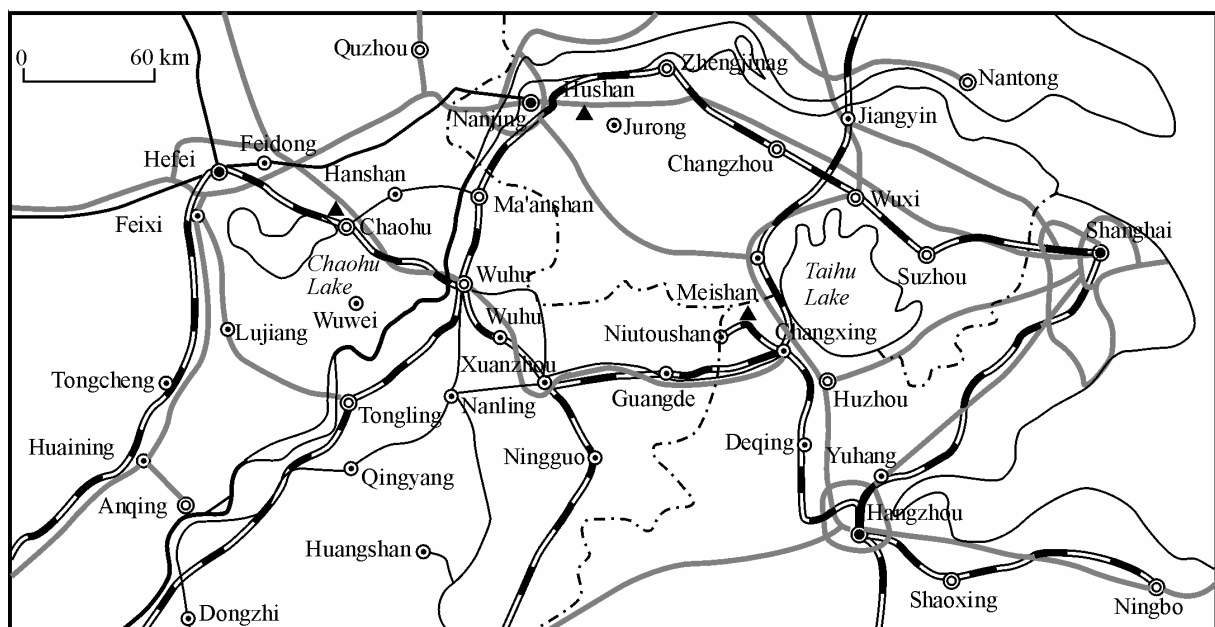 Quzhou
0
60 km
Zhengjinag
Nantong
Hushan
Nanjing
Jurong
Jiangyin
Feidong
Hefei
Changzhou
Hanshan
Ma'anshan
Wuxi
Feixi
Chaohu
Shanghai
Chaohu
Lake
Wuhu
Taihu
Lake
Suzhou
Meishan
Wuwei
Wuhu
Niutoushan
Changxing
Lujiang
Xuanzhou
Tongcheng
Guangde
Huzhou
Tongling
Nanling
Huaining
Deqing
Yuhang
Ningguo
Qingyang
Anqing
Hangzhou
Huangshan
Shaoxing
Ningbo
Dongzhi